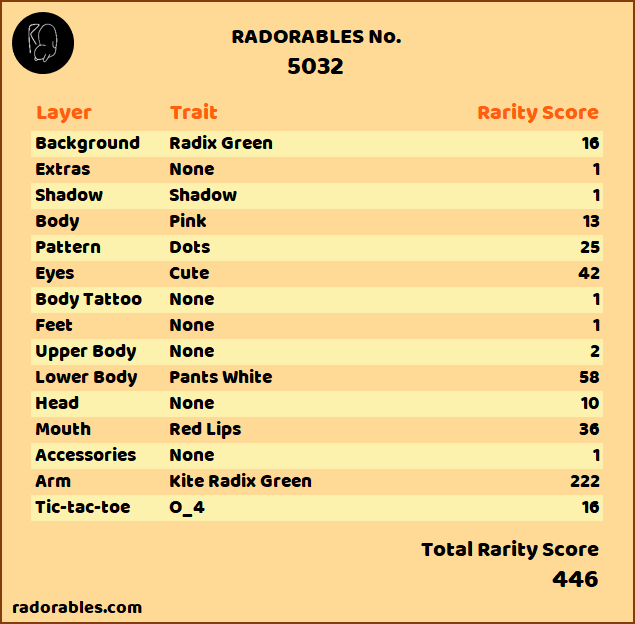 RADORABLES No.
5032
Layer Trait Rarity Score
Background Radix Green 16
Extras None 1
Shadow Shadow 1
Body Pink 13
Pattern Dots 25
Eyes Cute 42
Body Tattoo None 1
Feet None 1
Upper Body None 2
Lower Body Pants White 58
Head None 10
Mouth Red Lips 36
Accessories None 1
Arm Kite Radix Green 222
Tic-tac-toe O_4 16
Total Rarity Score
446
radorables.com